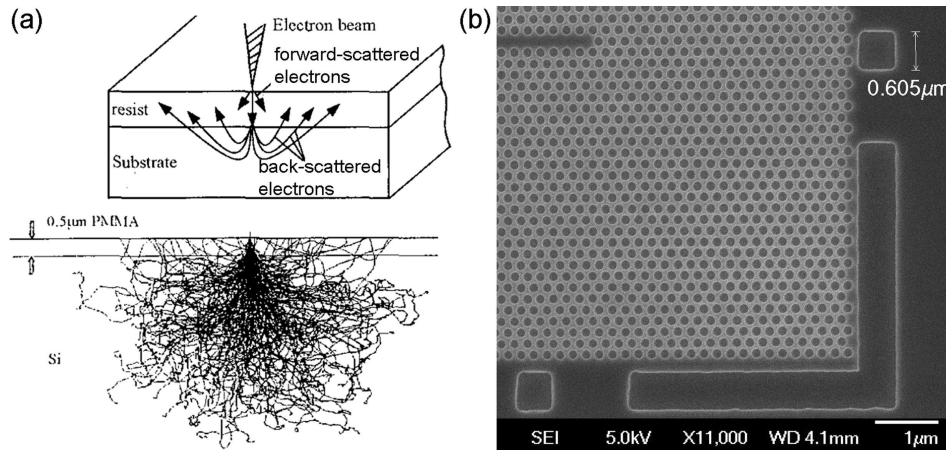 (a)
Electron beam
forward-scattered
electrons
resist
Substrate
back-scattered
electrons
0.5μm PMMA
Si
(b)
0.605μm
SEI 5.0kV X11,000 WD 4.1mm 1μm